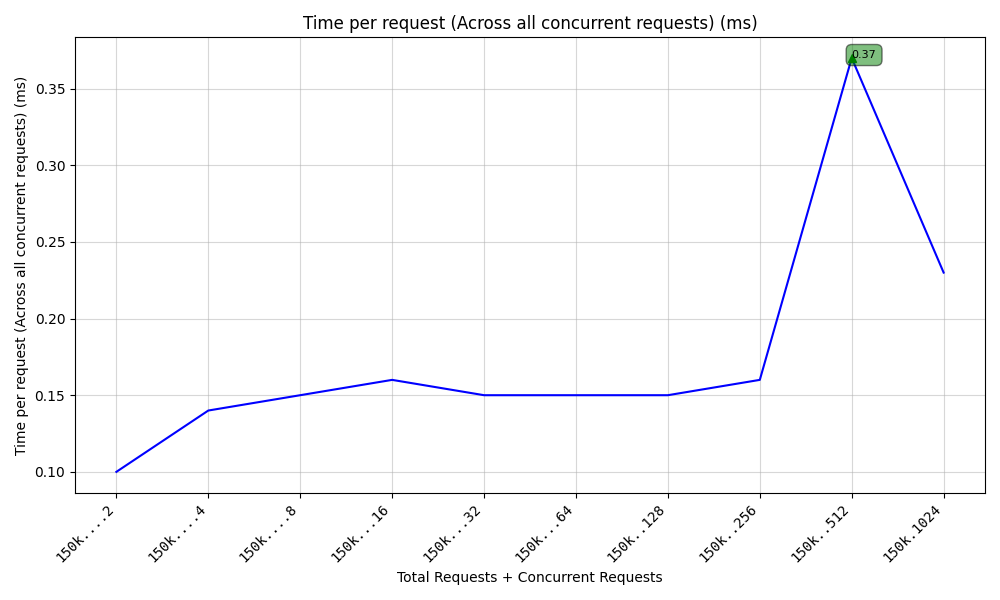 Time per request (Across all concurrent requests) (ms)
Time per request (Across all concurrent requests) (ms)
0.37
0.35
0.30
0.25
0.20
0.15
0.10
150k....2
150k....4
150k....8
150k...16
150k...32
150k...64
150k..128
150k..256
150k..512
150k.1024
Total Requests + Concurrent Requests